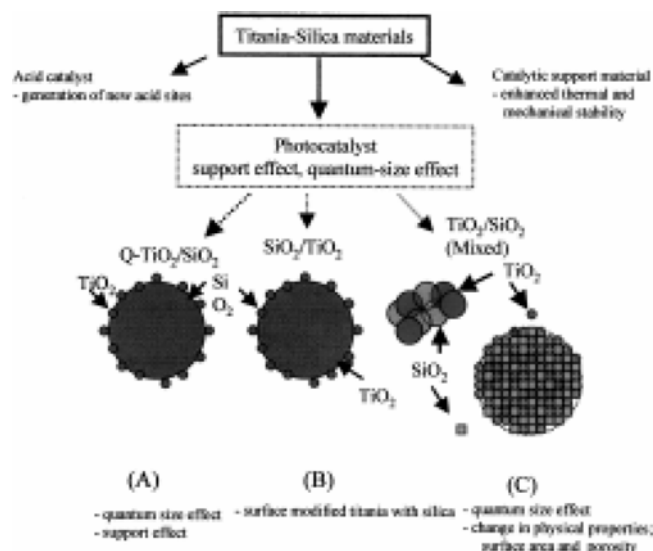 Titania-Silica materials
Acid catalyst
- generation of new acid sites
Catalytic support material
- enhanced thermal and
mechanical stability
Photocatalyst
support effect, quantum-size effect
Q-TiO₂/SiO₂
SiO₂/TiO₂
TiO₂/SiO₂
(Mixed)
TiO₂
Si
O₂
TiO₂
TiO₂
SiO₂
(A)
(B)
(C)
- quantum size effect
- support effect
- surface modified titania with silica
- quantum size effect
- change in physical properties;
surface area and porosity